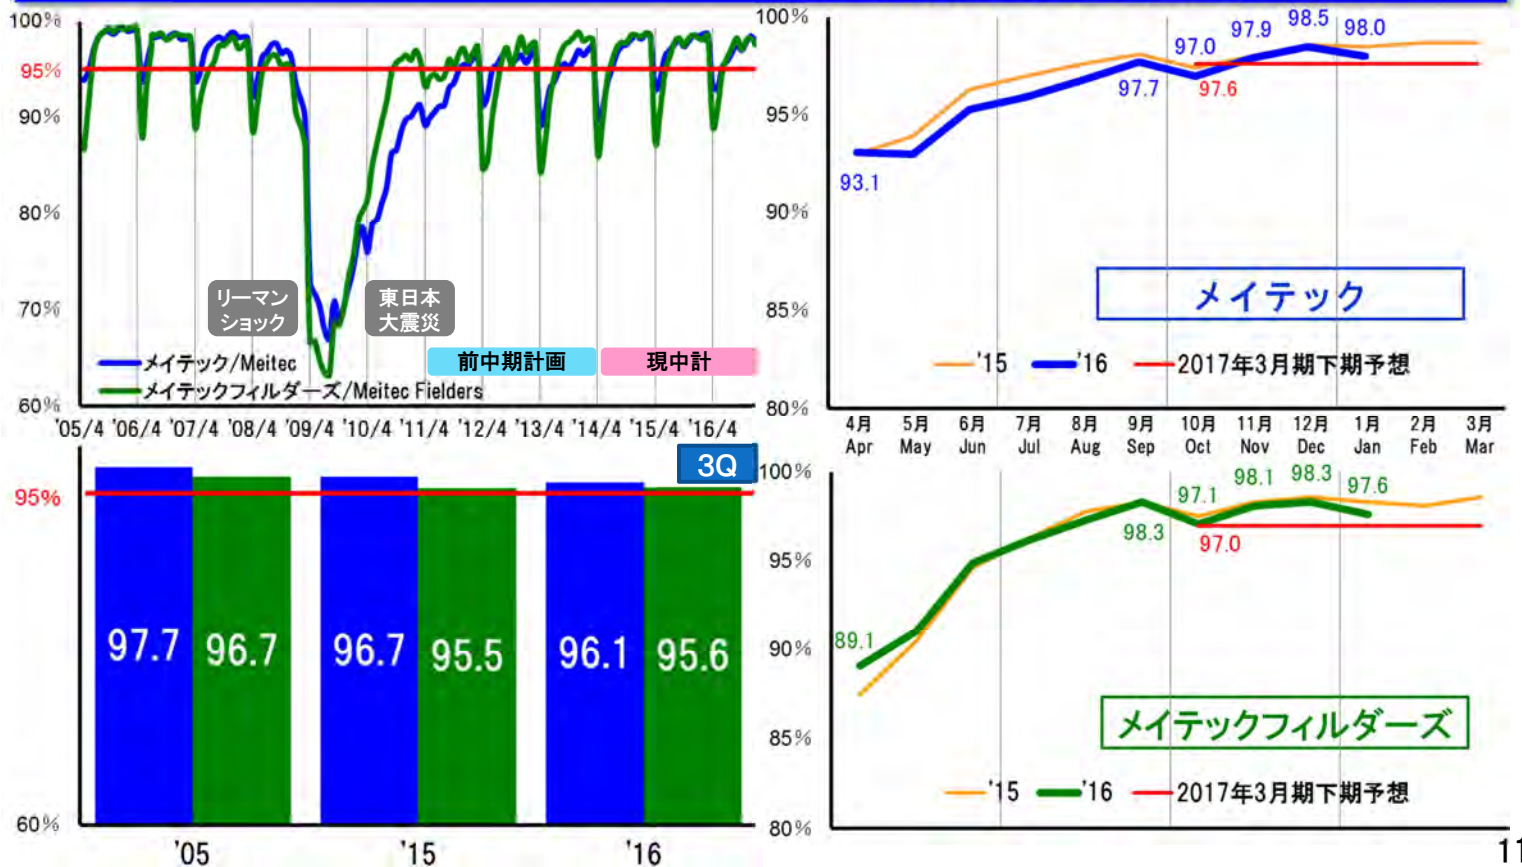 100%
95%
90%
80%
70%
60%
リーマン
ショック
東日本
大震災
前中期計画
現中計
メイテック/Meitec
メイテックフィルダーズ/Meitec Fielders
'05/4 '06/4 '07/4 '08/4 '09/4 '10/4 '11/4 '12/4 '13/4 '14/4 '15/4 '16/4
100%
95%
90%
85%
80%
93.1
97.7
97.0
97.6
97.9
98.5
98.0
メイテック
'15 '16 2017年3月期下期予想
4月 5月 6月 7月 8月 9月 10月 11月 12月 1月 2月 3月
Apr May Jun Jul Aug Sep Oct Nov Dec Jan Feb Mar
3Q
95%
60%
97.7 96.7 96.7 95.5 96.1 95.6
'05 '15 '16
100%
95%
90%
85%
80%
89.1
98.3
97.1
97.0
98.1
98.3
97.6
メイテックフィルダーズ
'15 '16 2017年3月期下期予想